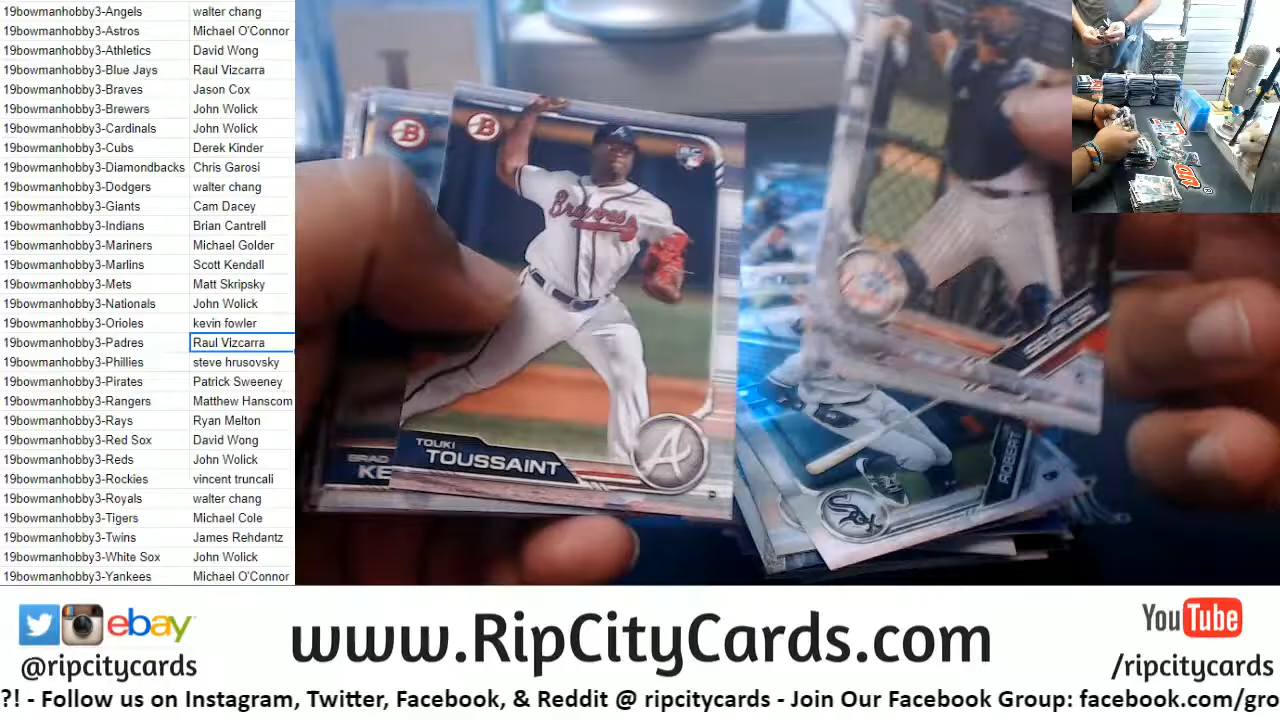 19bowmanhobby3-Angels walter chang
19bowmanhobby3-Astros Michael O'Connor
19bowmanhobby3-Athletics David Wong
19bowmanhobby3-Blue Jays Raul Vizcarra
19bowmanhobby3-Braves Jason Cox
19bowmanhobby3-Brewers John Wolick
19bowmanhobby3-Cardinals John Wolick
19bowmanhobby3-Cubs Derek Kinder
19bowmanhobby3-Diamondbacks Chris Garosi
19bowmanhobby3-Dodgers walter chang
19bowmanhobby3-Giants Cam Dacey
19bowmanhobby3-Indians Brian Cantrell
19bowmanhobby3-Mariners Michael Golder
19bowmanhobby3-Marlins Scott Kendall
19bowmanhobby3-Mets Matt Skripsky
19bowmanhobby3-Nationals John Wolick
19bowmanhobby3-Orioles kevin fowler
19bowmanhobby3-Padres Raul Vizcarra
19bowmanhobby3-Phillies steve hrusovsky
19bowmanhobby3-Pirates Patrick Sweeney
19bowmanhobby3-Rangers Matthew Hanscom
19bowmanhobby3-Rays Ryan Melton
19bowmanhobby3-Red Sox David Wong
19bowmanhobby3-Reds John Wolick
19bowmanhobby3-Rockies vincent truncali
19bowmanhobby3-Royals walter chang
19bowmanhobby3-Tigers Michael Cole
19bowmanhobby3-Twins James Rehdantz
19bowmanhobby3-White Sox John Wolick
19bowmanhobby3-Yankees Michael O'Connor
B
B
RC
Braves
TOUKI
TOUSSAINT
A
BRAD
KE
ROBERT
Sox
ebay
@ripcitycards
www.RipCityCards.com
YouTube
/ripcitycards
?! - Follow us on Instagram, Twitter, Facebook, & Reddit @ ripcitycards - Join Our Facebook Group: facebook.com/gro